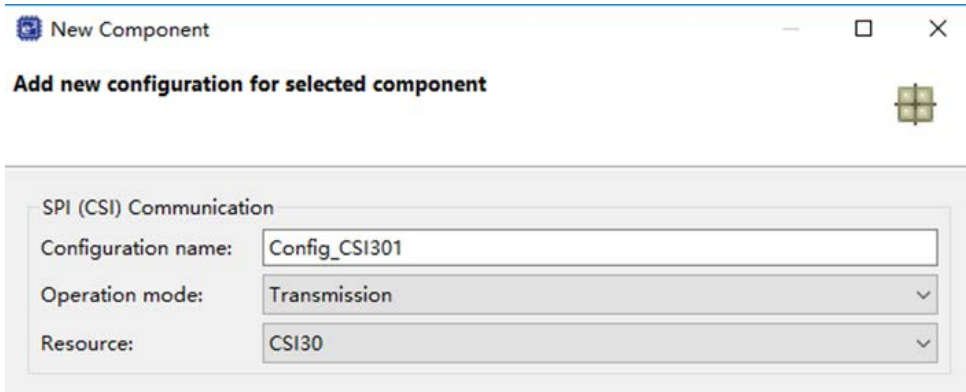 New Component
Add new configuration for selected component
SPI (CSI) Communication
Configuration name: Config_CSI301
Operation mode: Transmission
Resource: CSI30